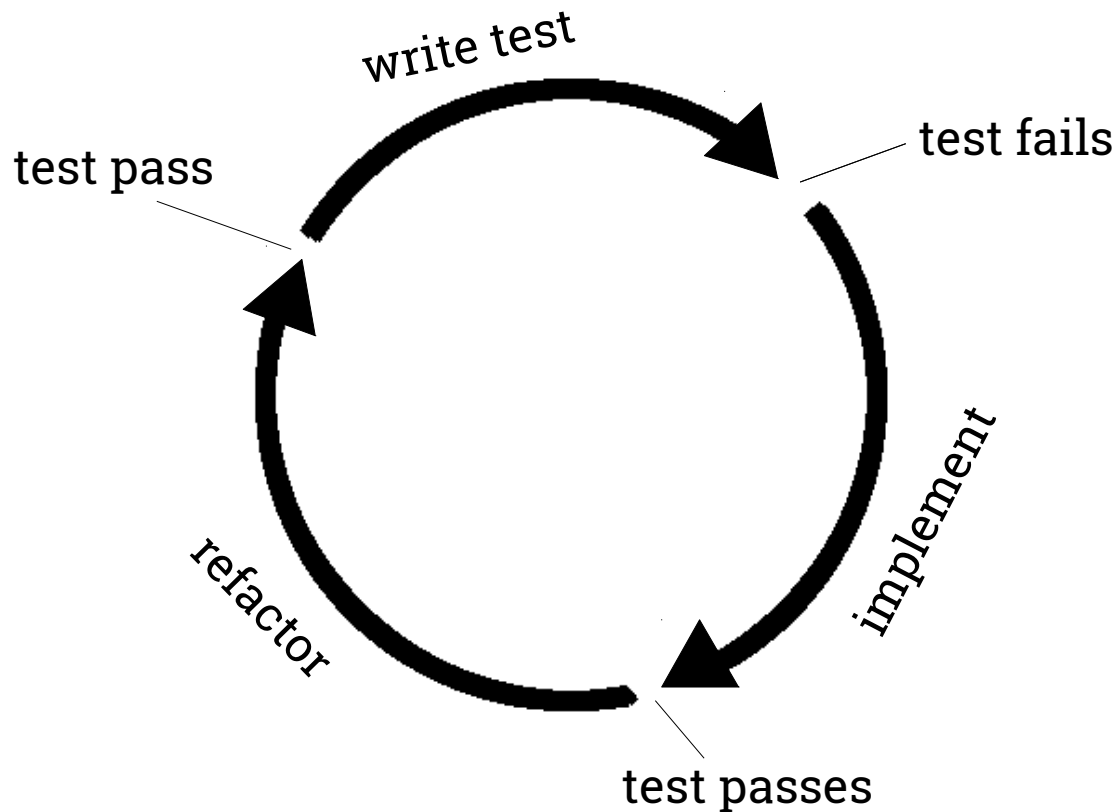 write test
test fails
test pass
implement
refactor
test passes